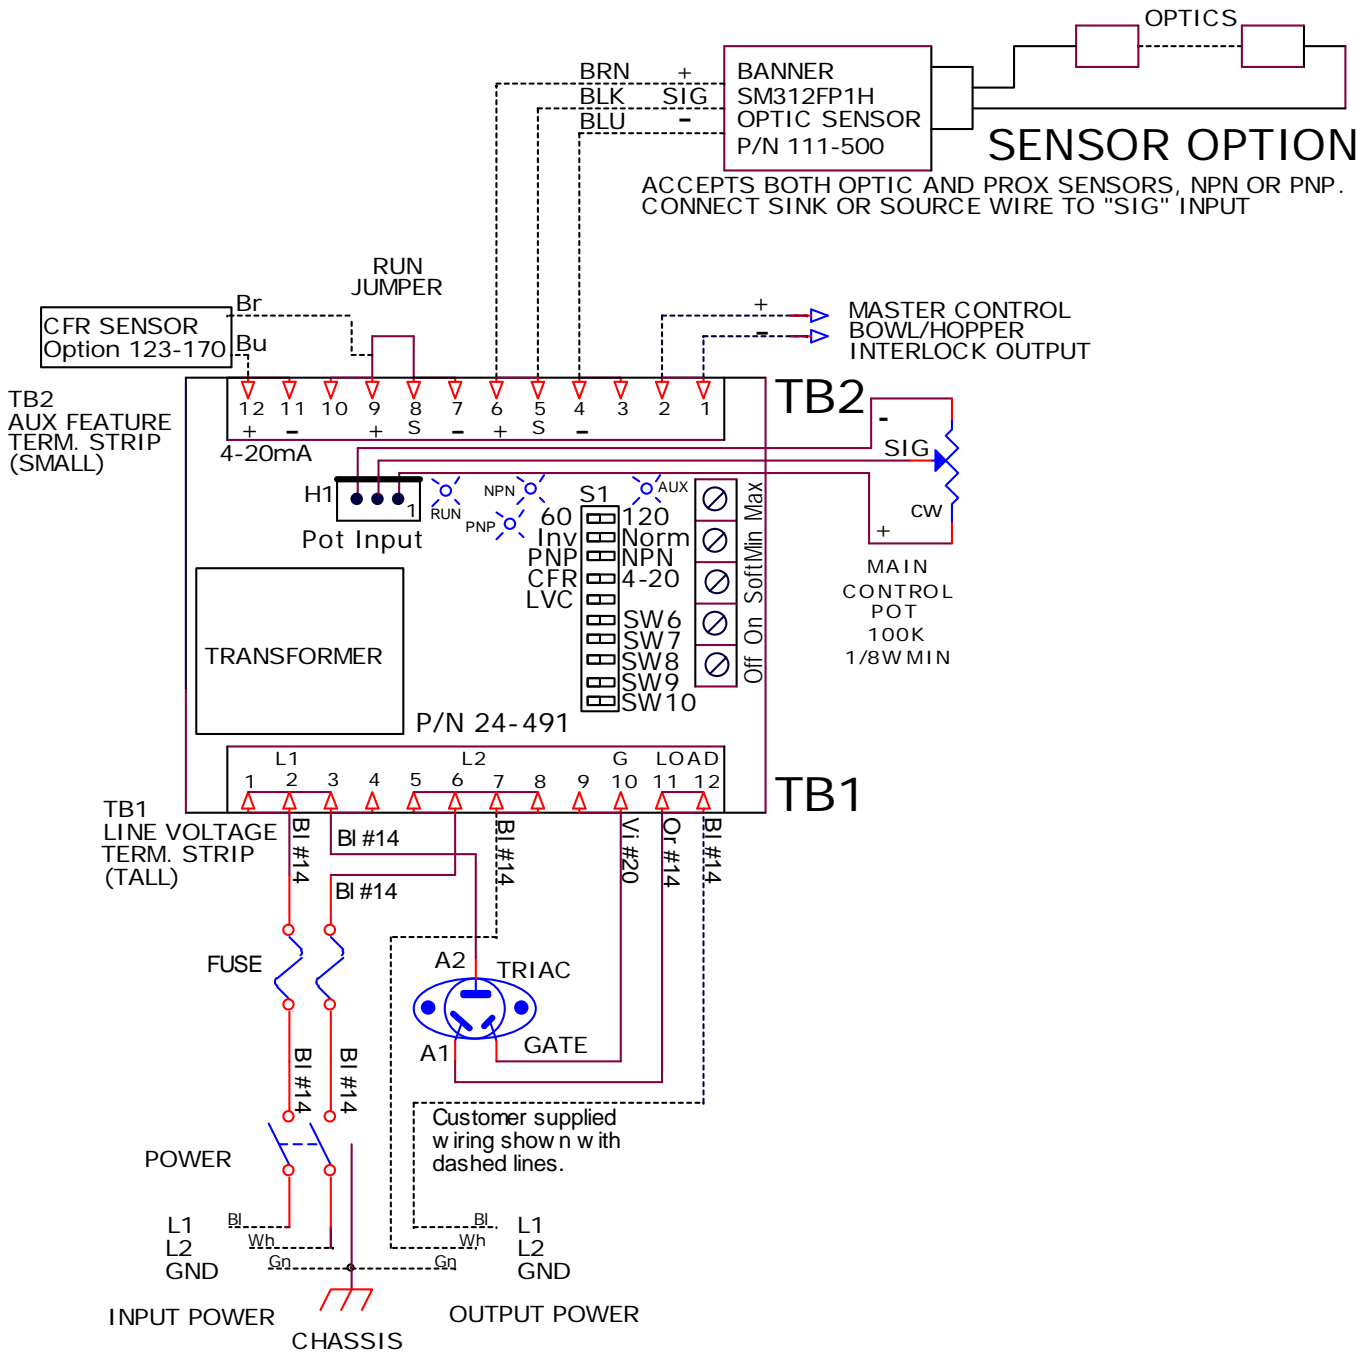 OPTICS
BRN +
BLK SIG
BLU -
BANNER
SM312FP1H
OPTIC SENSOR
P/N 111-500
SENSOR OPTION
ACCEPTS BOTH OPTIC AND PROX SENSORS, NPN OR PNP.
CONNECT SINK OR SOURCE WIRE TO "SIG" INPUT
RUN
JUMPER
CFR SENSOR
Option 123-170
Br
Bu
+
-
MASTER CONTROL
BOWL/HOPPER
INTERLOCK OUTPUT
TB2
AUX FEATURE
TERM. STRIP
(SMALL)
12 11 10 9 8 7 6 5 4 3 2 1
+ - + S - + S -
4-20mA
TB2
-
SIG
CW
+
MAIN
CONTROL
POT
100K
1/8W MIN
H1
1
Pot Input
RUN
NPN
PNP
AUX
S1
60 120
Inv Norm
PNP NPN
CFR 4-20
LVC
SW6
SW7
SW8
SW9
SW10
Off On Soft Min Max
TRANSFORMER
P/N 24-491
L1 L2 G LOAD
1 2 3 4 5 6 7 8 9 10 11 12
TB1
TB1
LINE VOLTAGE
TERM. STRIP
(TALL)
Bl #14
Bl #14
Bl #14
Bl #14
Vi #20
Or #14
Bl #14
FUSE
A2
TRIAC
A1
GATE
Bl #14
Bl #14
Customer supplied
wiring shown with
dashed lines.
POWER
L1 Bl
L2 Wh
GND Gn
Bl L1
Wh L2
Gn GND
INPUT POWER
OUTPUT POWER
CHASSIS